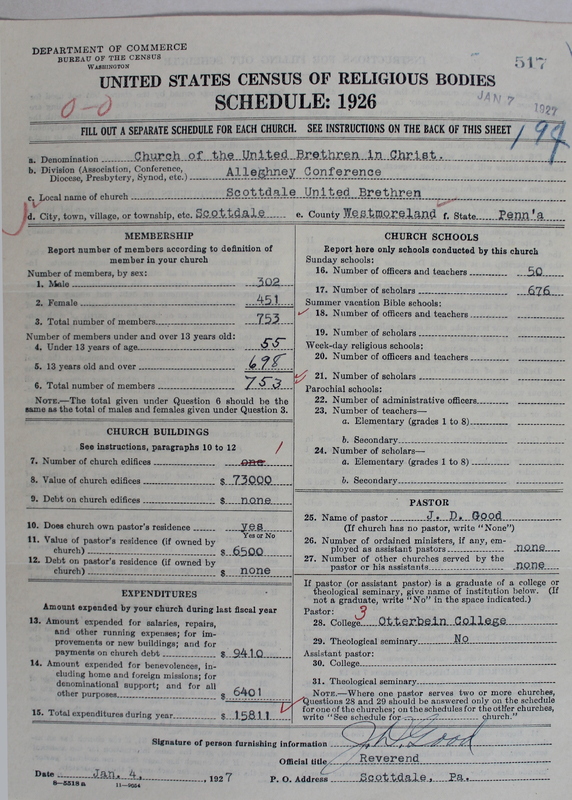 DEPARTMENT OF COMMERCE
BUREAU OF THE CENSUS
WASHINGTON
517
UNITED STATES CENSUS OF RELIGIOUS BODIES
SCHEDULE: 1926
0-0
JAN 7 1927
FILL OUT A SEPARATE SCHEDULE FOR EACH CHURCH. SEE INSTRUCTIONS ON THE BACK OF THIS SHEET
a. Denomination Church of the United Brethren in Christ.
b. Division (Association, Conference, Diocese, Presbytery, Synod, etc.) Alleghney Conference
c. Local name of church Scottdale United Brethren
d. City, town, village, or township, etc. Scottdale e. County Westmoreland f. State Penn'a
MEMBERSHIP
Report number of members according to definition of
member in your church
Number of members, by sex:
1. Male 302
2. Female 451
3. Total number of members 753
Number of members under and over 13 years old:
4. Under 13 years of age 55
5. 13 years old and over 698
6. Total number of members 753
NOTE.—The total given under Question 6 should be the
same as the total of males and females given under Question 3.
CHURCH BUILDINGS
See instructions, paragraphs 10 to 12
7. Number of church edifices one 1
8. Value of church edifices $ 73000
9. Debt on church edifices $ none
10. Does church own pastor's residence yes
Yes or No
11. Value of pastor's residence (if owned by
church) $ 6500
12. Debt on pastor's residence (if owned by
church) $ none
EXPENDITURES
Amount expended by your church during last fiscal year
13. Amount expended for salaries, repairs,
and other running expenses; for im-
provements or new buildings; and for
payments on church debt $ 9410
14. Amount expended for benevolences, in-
cluding home and foreign missions; for
denominational support; and for all
other purposes $ 6401
15. Total expenditures during year $ 15811
CHURCH SCHOOLS
Report here only schools conducted by this church
Sunday schools:
16. Number of officers and teachers 50
17. Number of scholars 676
Summer vacation Bible schools:
18. Number of officers and teachers
19. Number of scholars
Week-day religious schools:
20. Number of officers and teachers
21. Number of scholars
Parochial schools:
22. Number of administrative officers
23. Number of teachers—
a. Elementary (grades 1 to 8)
b. Secondary
24. Number of scholars—
a. Elementary (grades 1 to 8)
b. Secondary
PASTOR
25. Name of pastor J. D. Good
(If church has no pastor, write "None")
26. Number of ordained ministers, if any, em-
ployed as assistant pastors none
27. Number of other churches served by the
pastor or his assistants none
If pastor (or assistant pastor) is a graduate of a college or
theological seminary, give name of institution below. (If
not a graduate, write "No" in the space indicated.)
Pastor: 3
28. College Otterbein College
29. Theological seminary No
Assistant pastor:
30. College
31. Theological seminary
NOTE.—Where one pastor serves two or more churches,
Questions 28 and 29 should be answered only on the schedule
for one of the churches; on the schedules for the other churches,
write "See schedule for church."
Signature of person furnishing information J. D. Good
Official title Reverend
Date Jan. 4, 1927 P. O. Address Scottdale, Pa.
8-5518a 11-9064